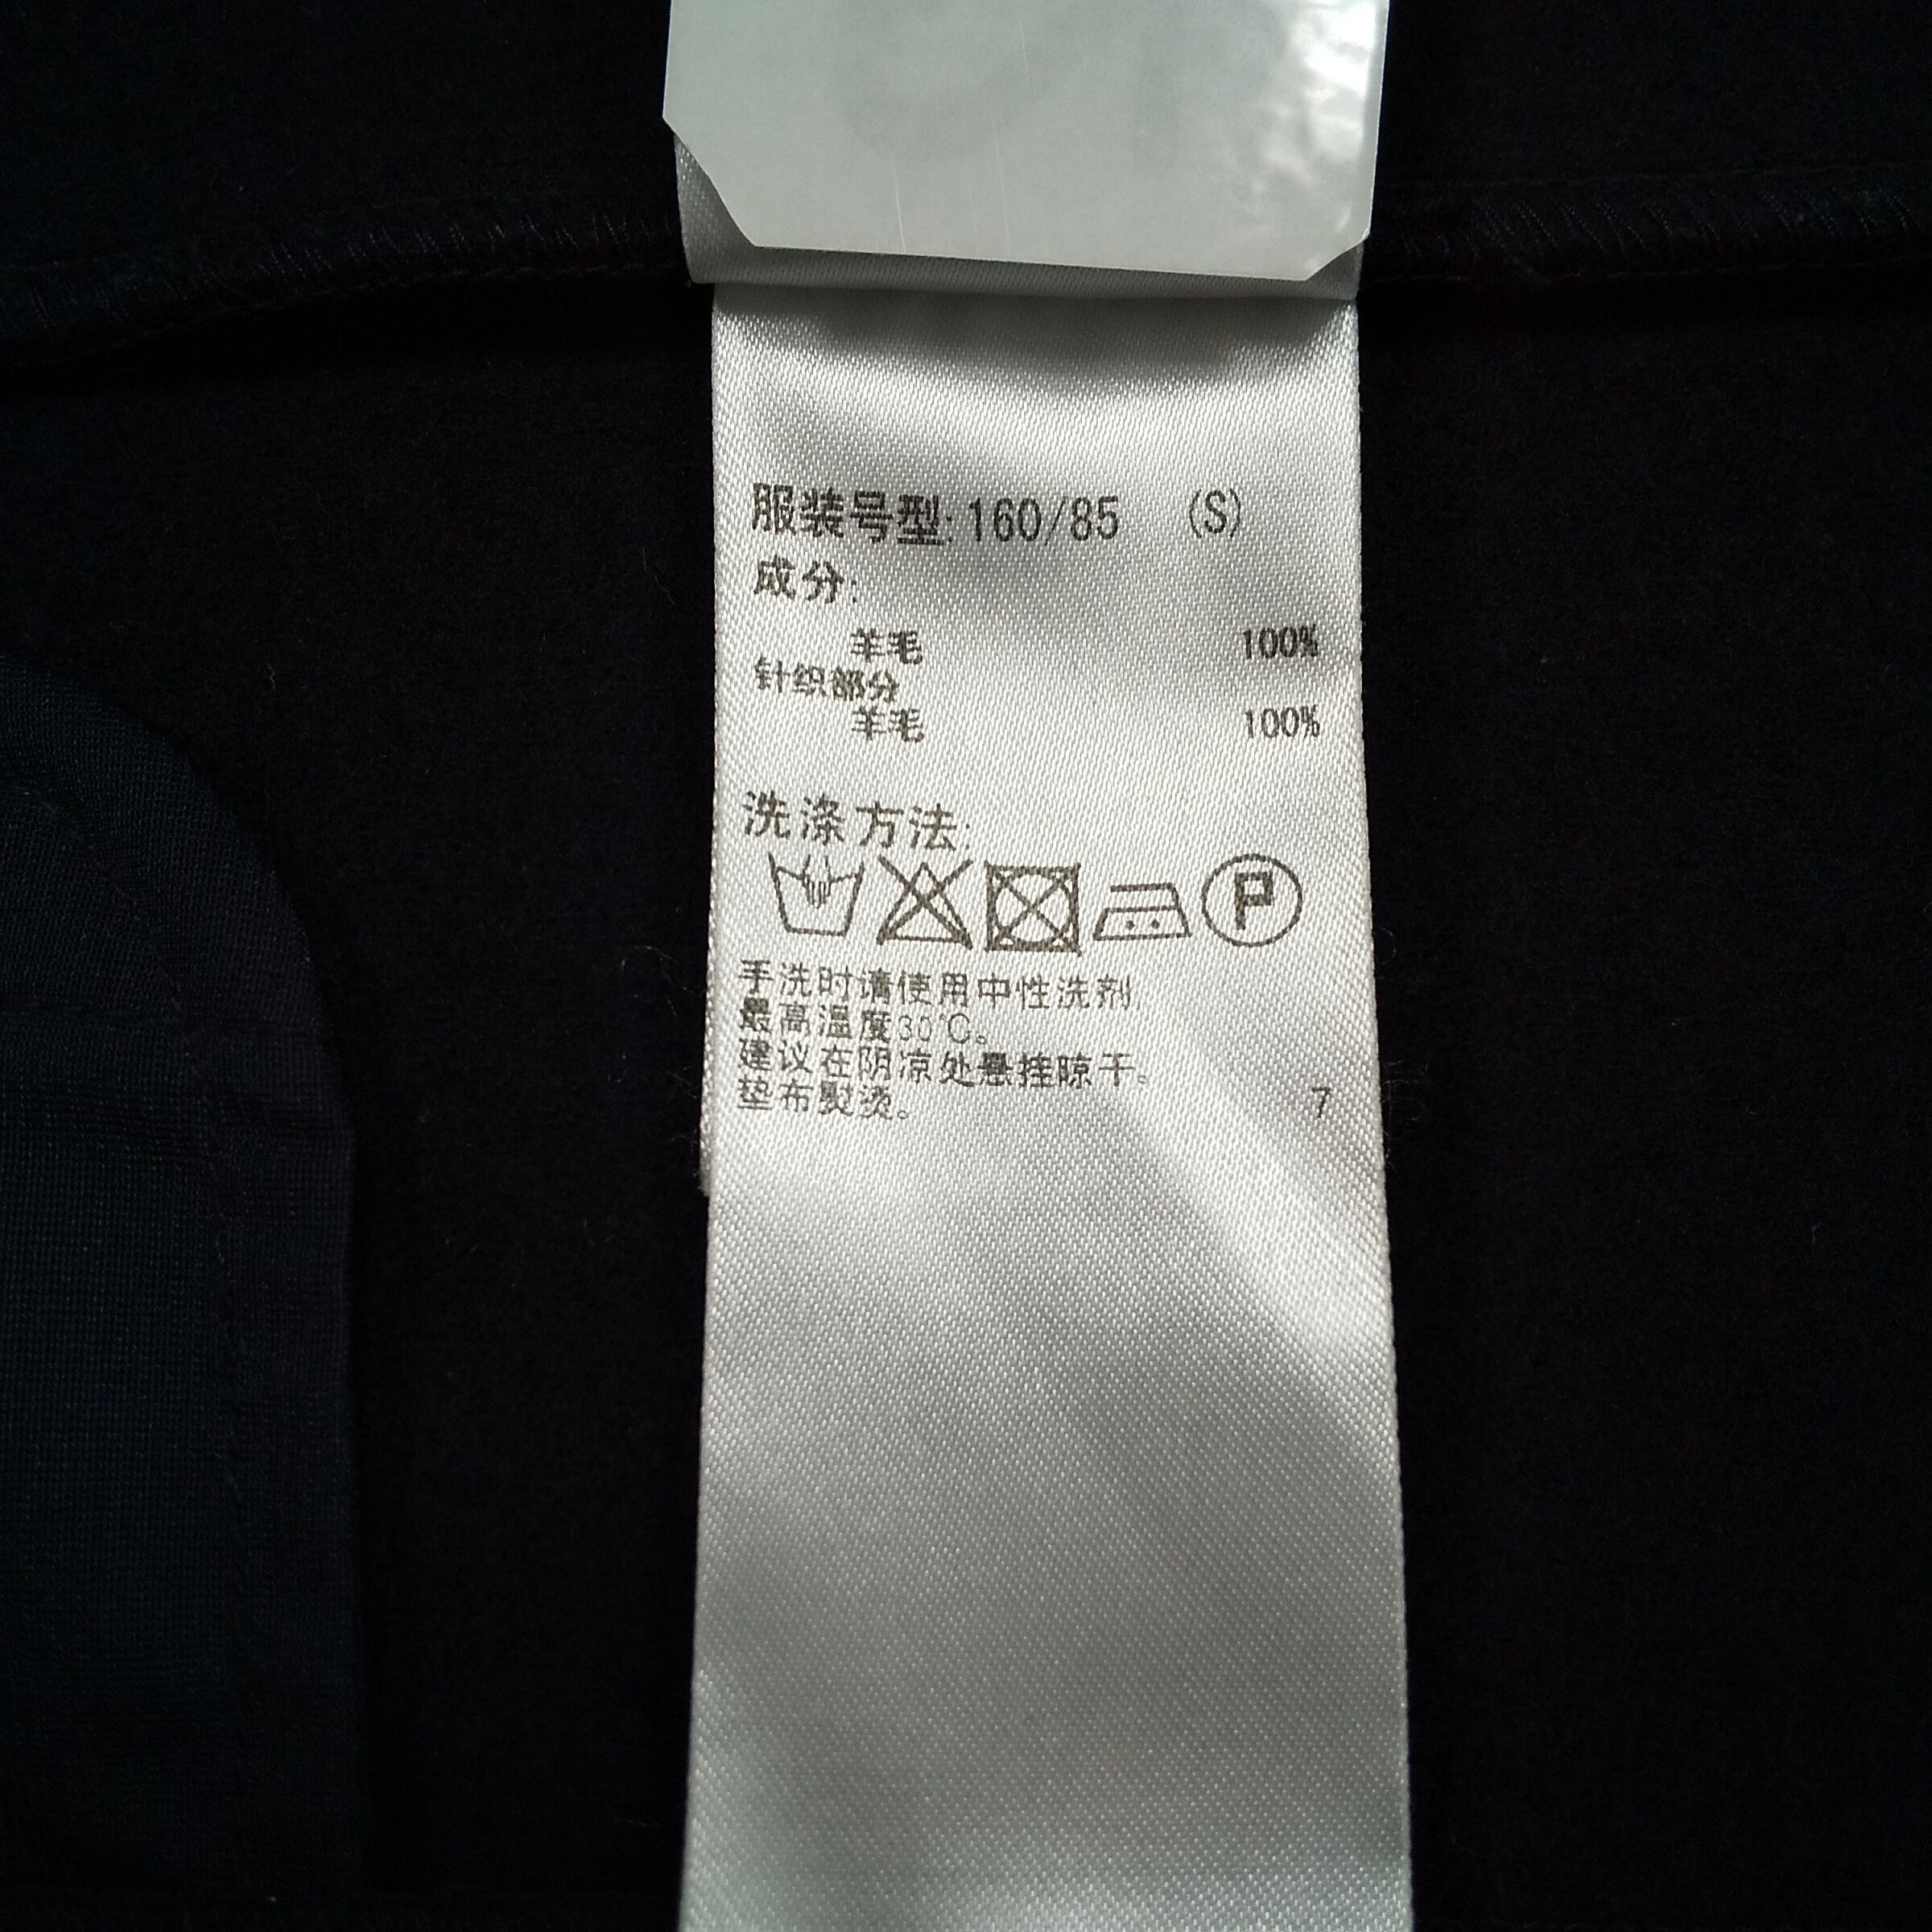 服装号型: 160/85 (S)
成分:
羊毛 100%
针织部分
羊毛 100%
洗涤方法:
P
手洗时请使用中性洗剂,
最高温度30℃。
建议在阴凉处悬挂晾干。
垫布熨烫。 7